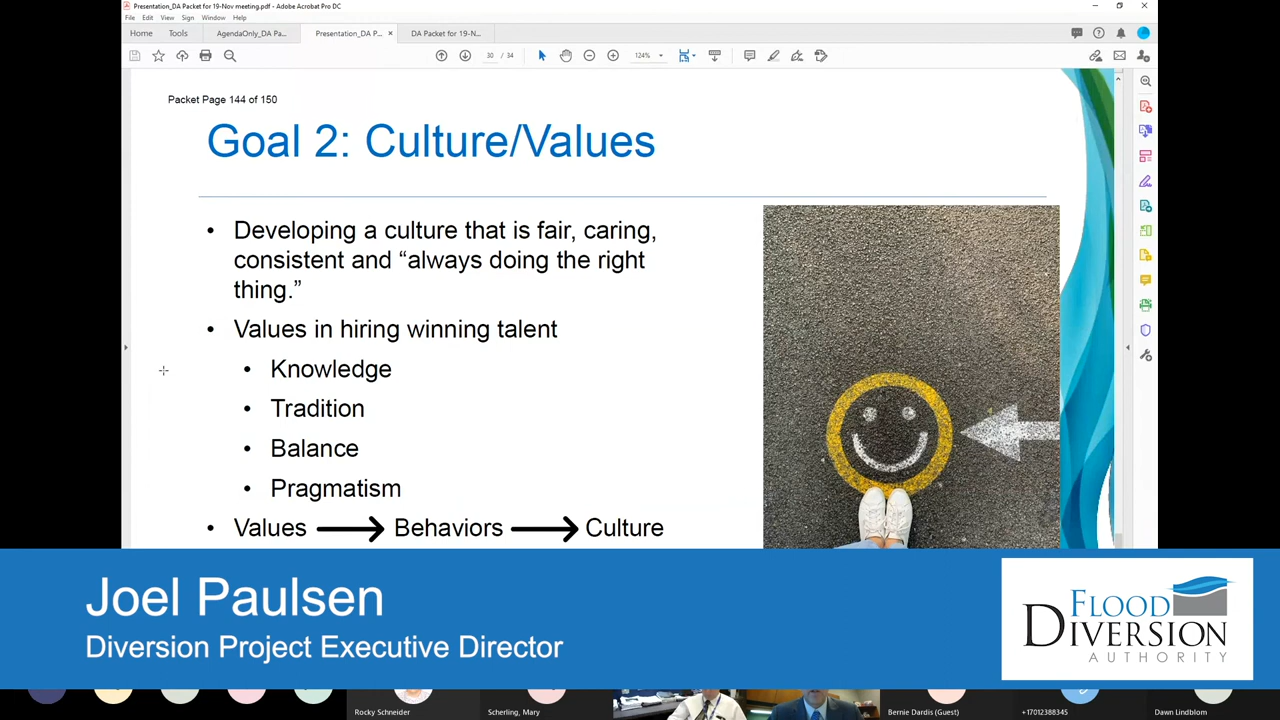 Presentation_DA Packet for 19-Nov meeting.pdf - Adobe Acrobat Pro DC
File Edit View Sign Window Help
Home Tools AgendaOnly_DA Pa... Presentation_DA P... × DA Packet for 19-N...
30 / 34 124%
Packet Page 144 of 150
Goal 2: Culture/Values
• Developing a culture that is fair, caring,
consistent and “always doing the right
thing.”
• Values in hiring winning talent
• Knowledge
• Tradition
• Balance
• Pragmatism
• Values → Behaviors → Culture
Joel Paulsen
Diversion Project Executive Director
FLOOD
DIVERSION
AUTHORITY
Rocky Schneider Scherling, Mary Bernie Dardis (Guest) +17012388345 Dawn Lindblom